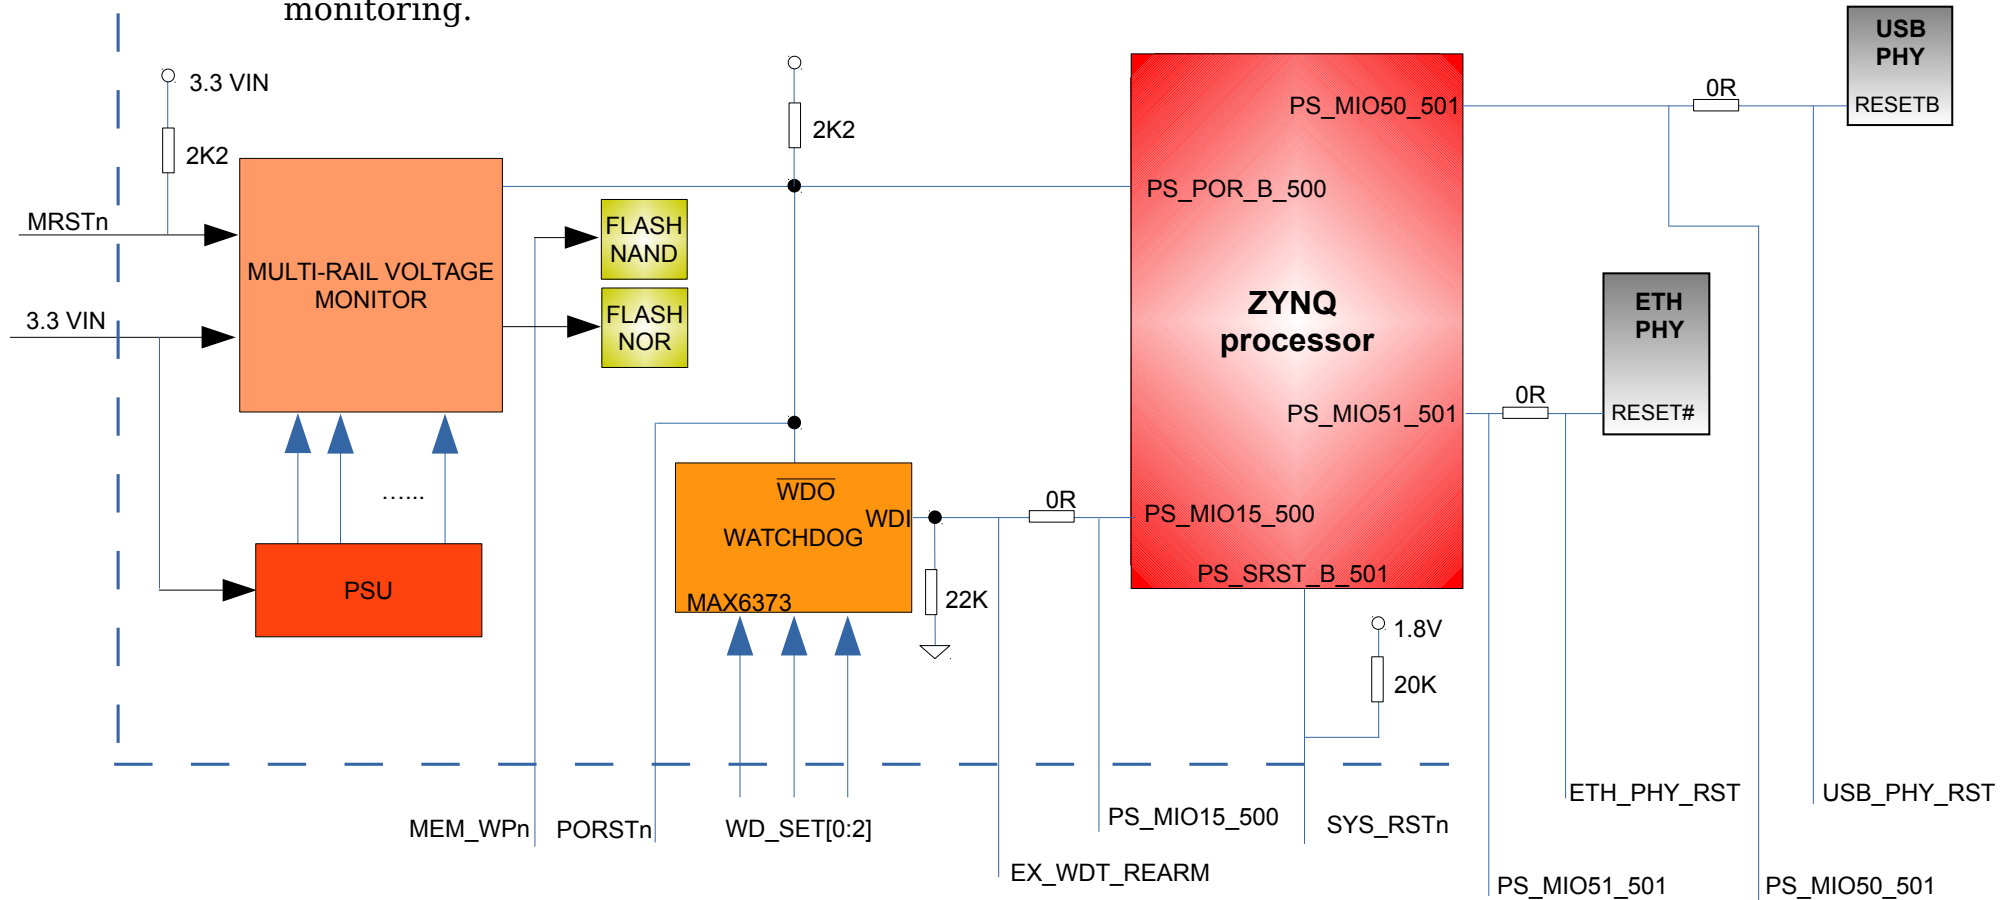 monitoring.
USB
PHY
RESETB
3.3 VIN
2K2
2K2
0R
PS_MIO50_501
PS_POR_B_500
MRSTn
FLASH
NAND
MULTI-RAIL VOLTAGE
MONITOR
3.3 VIN
FLASH
NOR
ZYNQ
processor
ETH
PHY
RESET#
0R
PS_MIO51_501
......
WDO
WDI
WATCHDOG
MAX6373
0R
PS_MIO15_500
PS_SRST_B_501
PSU
22K
1.8V
20K
MEM_WPn
PORSTn
WD_SET[0:2]
PS_MIO15_500
SYS_RSTn
ETH_PHY_RST
USB_PHY_RST
EX_WDT_REARM
PS_MIO51_501
PS_MIO50_501